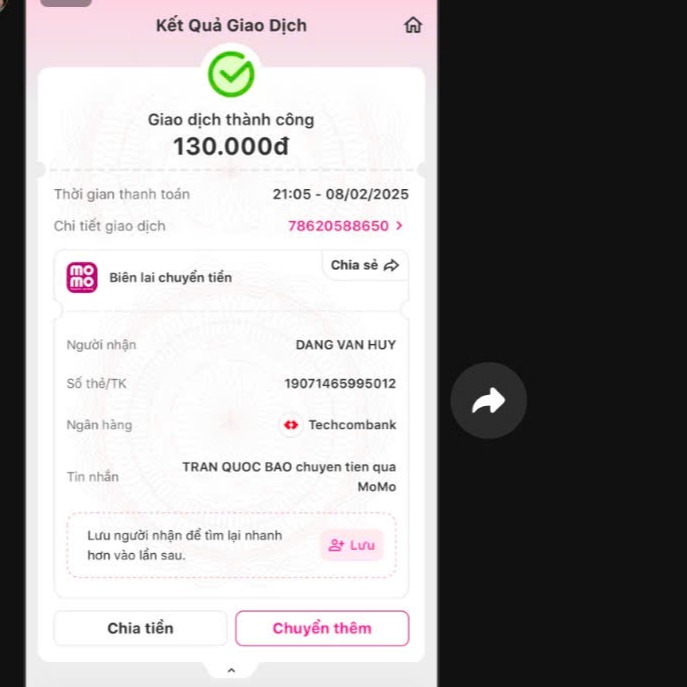 Kết Quả Giao Dịch
Giao dịch thành công
130.000đ
Thời gian thanh toán 21:05 - 08/02/2025
Chi tiết giao dịch 78620588650 >
mo mo Biên lai chuyển tiền Chia sẻ
Người nhận DANG VAN HUY
Số thẻ/TK 19071465995012
Ngân hàng Techcombank
Tin nhắn TRAN QUOC BAO chuyen tien qua
MoMo
Lưu người nhận để tìm lại nhanh
hơn vào lần sau.
Lưu
Chia tiền Chuyển thêm